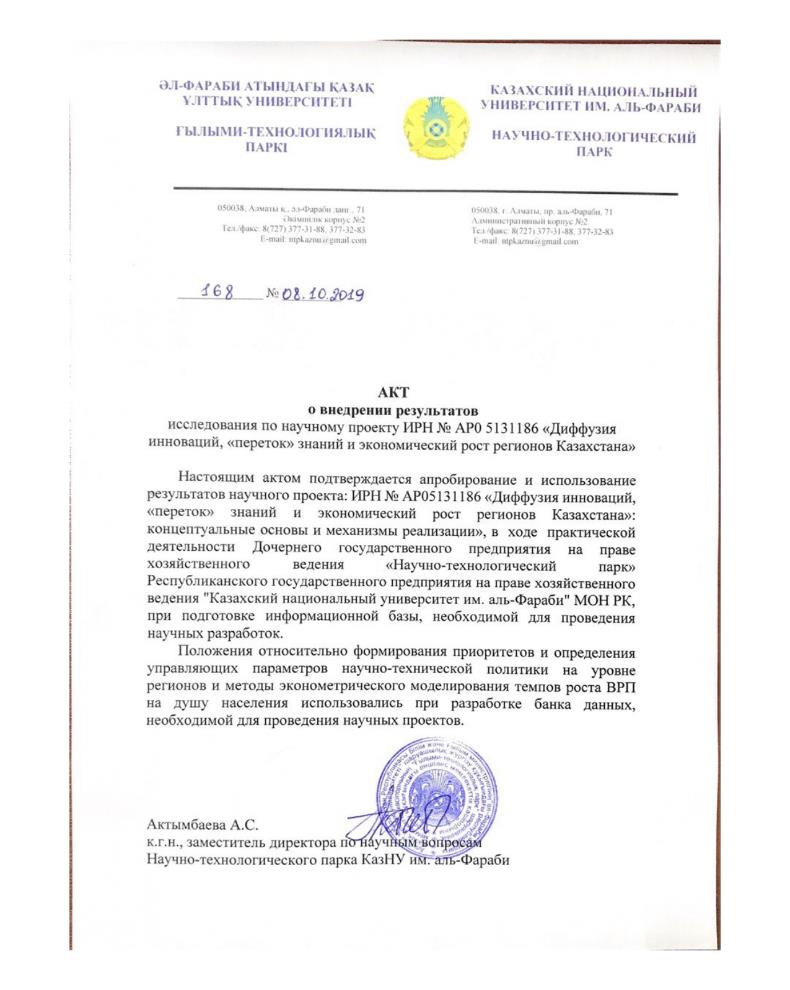 ӘЛ-ФАРАБИ АТЫНДАҒЫ ҚАЗАҚ
ҰЛТТЫҚ УНИВЕРСИТЕТІ
ҒЫЛЫМИ-ТЕХНОЛОГИЯЛЫҚ
ПАРКІ
КАЗАХСКИЙ НАЦИОНАЛЬНЫЙ
УНИВЕРСИТЕТ ИМ. АЛЬ-ФАРАБИ
НАУЧНО-ТЕХНОЛОГИЧЕСКИЙ
ПАРК
050038, Алматы қ., әл-Фараби даңғ., 71
Әкімшілік корпус №2
Тел./факс: 8(727) 377-31-88, 377-32-83
E-mail: ntpkaznu@gmail.com
050038, г. Алматы, пр. аль-Фараби, 71
Административный корпус №2
Тел./факс: 8(727) 377-31-88, 377-32-83
E-mail: ntpkaznu@gmail.com
168 № 08.10.2019
АКТ
о внедрении результатов
исследования по научному проекту ИРН № АР0 5131186 «Диффузия
инноваций, «переток» знаний и экономический рост регионов Казахстана»
Настоящим актом подтверждается апробирование и использование
результатов научного проекта: ИРН № АР05131186 «Диффузия инноваций,
«переток» знаний и экономический рост регионов Казахстана»:
концептуальные основы и механизмы реализации», в ходе практической
деятельности Дочернего государственного предприятия на праве
хозяйственного ведения «Научно-технологический парк»
Республиканского государственного предприятия на праве хозяйственного
ведения "Казахский национальный университет им. аль-Фараби" МОН РК,
при подготовке информационной базы, необходимой для проведения
научных разработок.
Положения относительно формирования приоритетов и определения
управляющих параметров научно-технической политики на уровне
регионов и методы эконометрического моделирования темпов роста ВРП
на душу населения использовались при разработке банка данных,
необходимой для проведения научных проектов.
Актымбаева А.С.
к.г.н., заместитель директора по научным вопросам
Научно-технологического парка КазНУ им. аль-Фараби